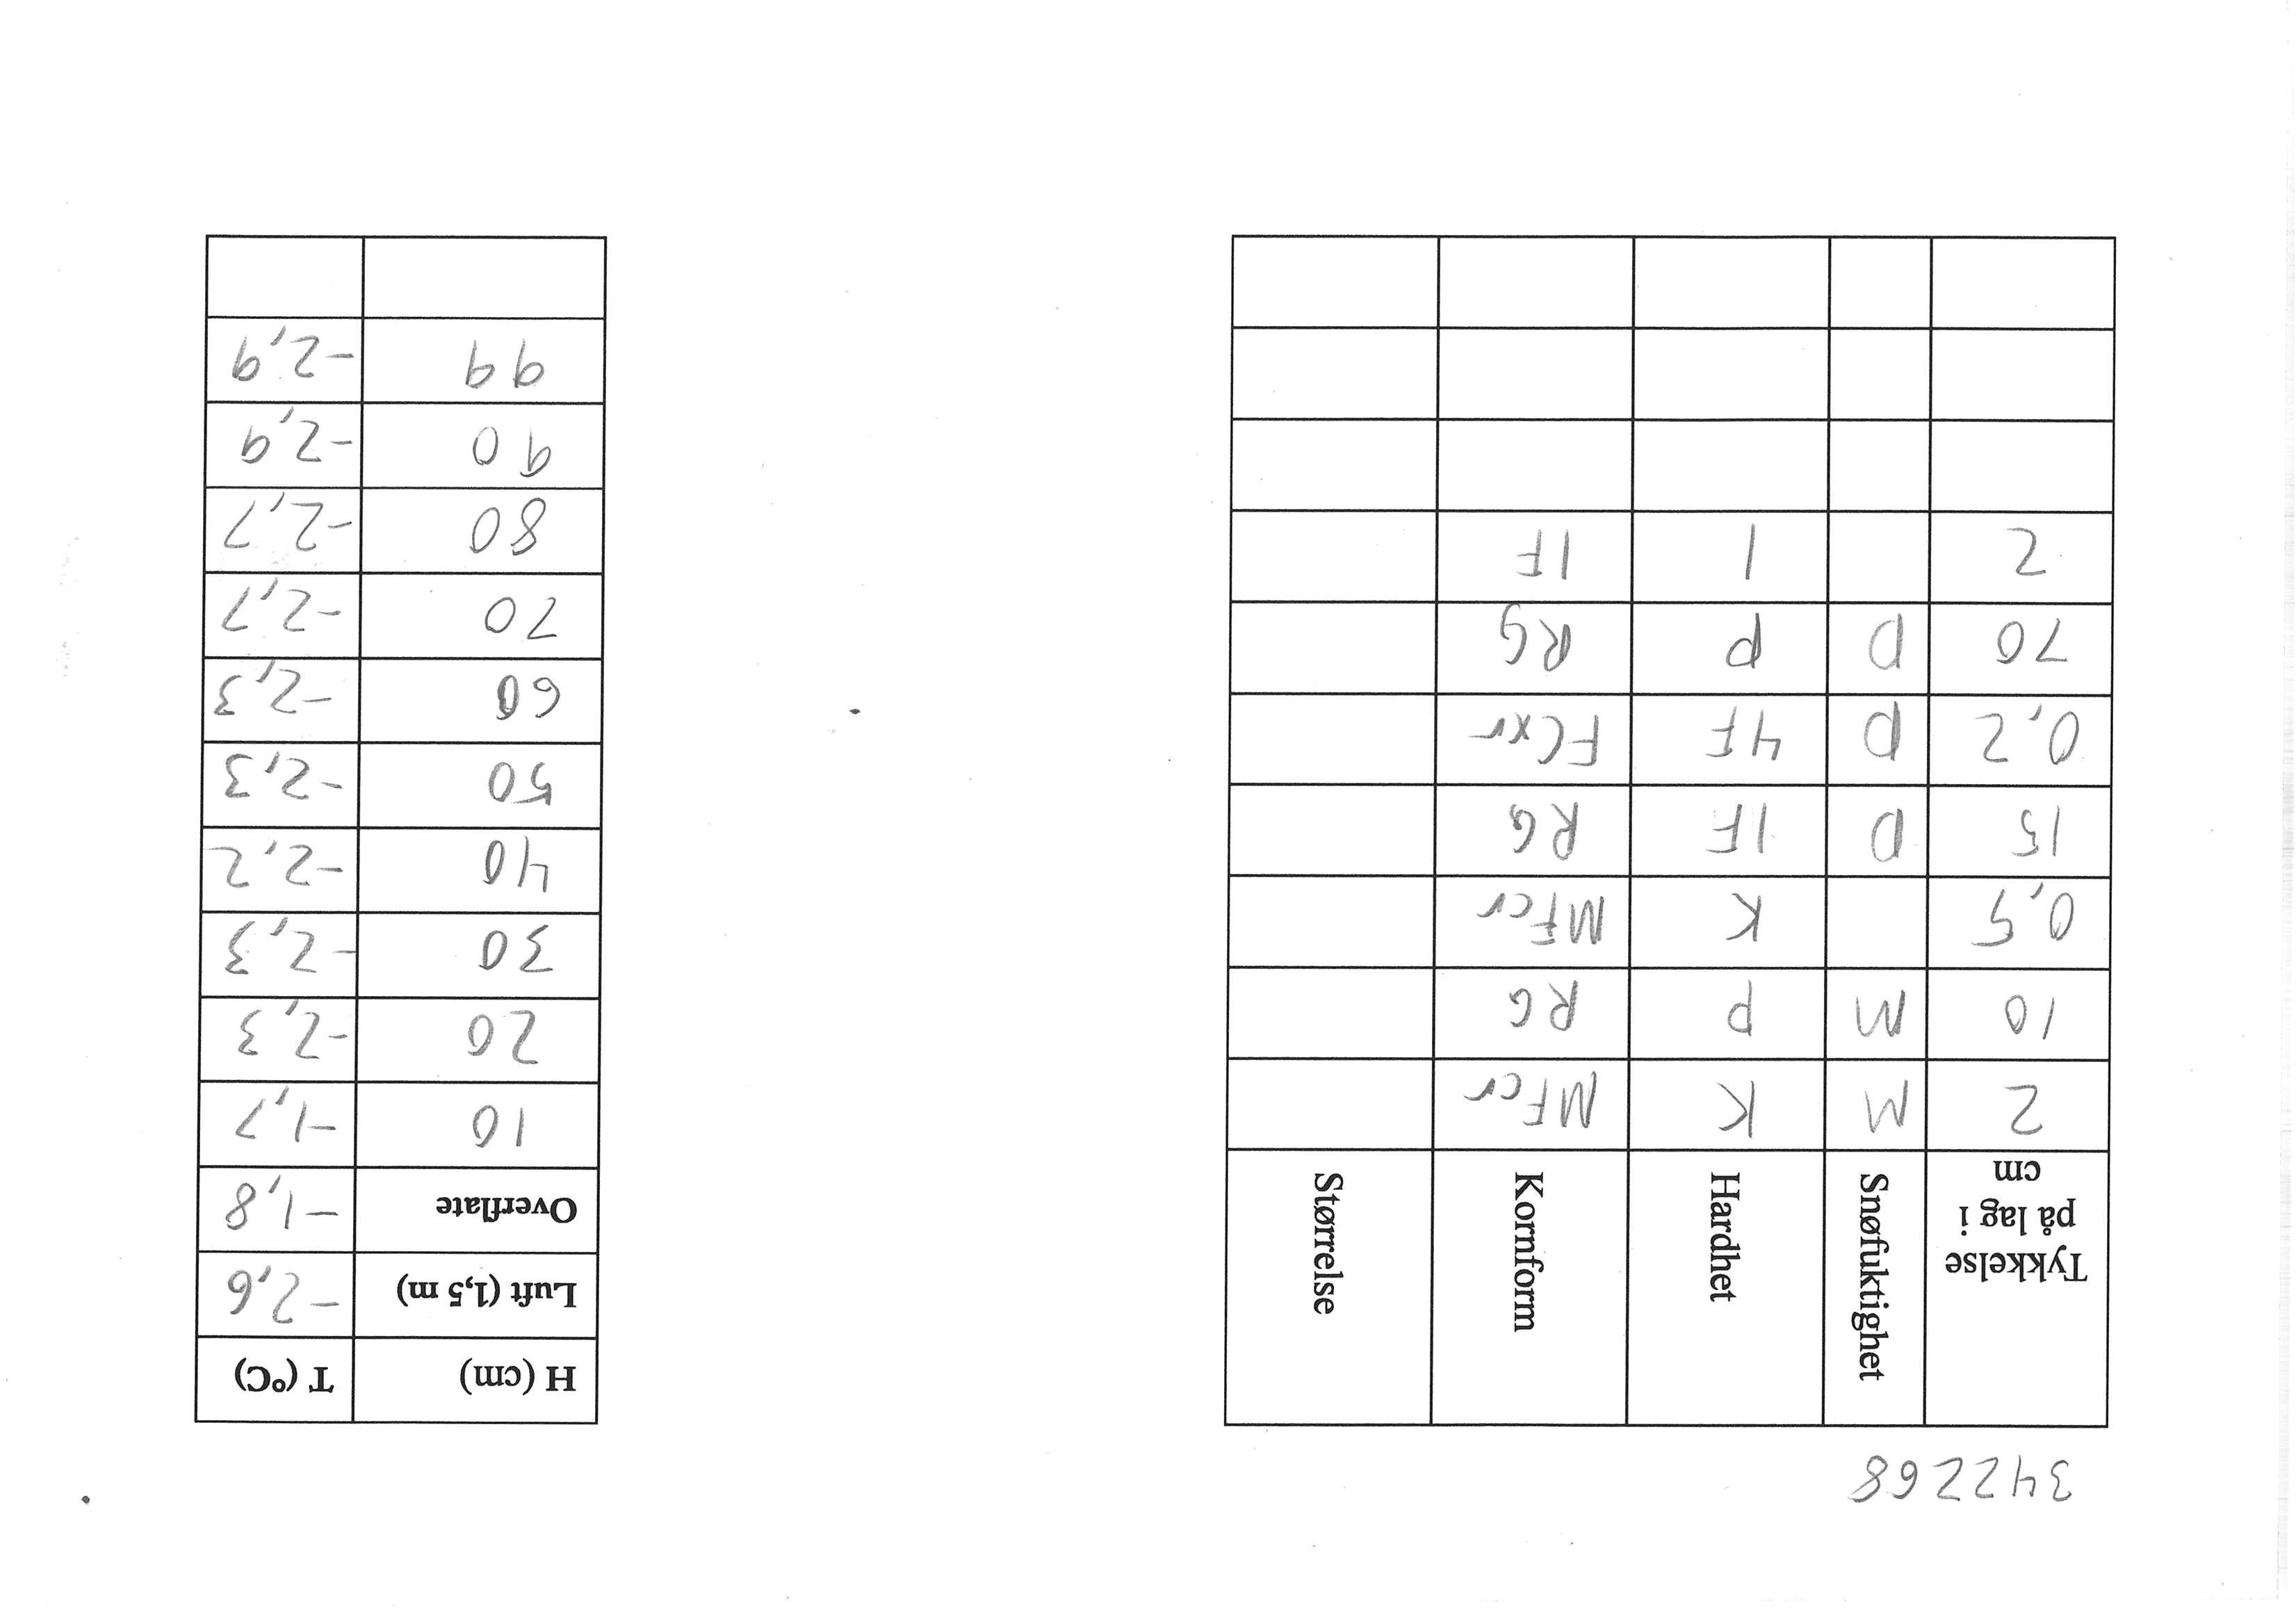 342268
Tykkelse på lag i cm Snøfuktighet Hardhet Kornform Størrelse
2 M K MFcr
10 M P RG
0,5 K MFcr
15 D 1F RG
0,2 D 4F FCxr
70 D P RG
2 I IF
H (cm) T (°C)
Luft (1,5 m) -2,6
Overflate -1,8
10 -1,7
20 -2,3
30 -2,3
40 -2,2
50 -2,3
60 -2,3
70 -2,7
80 -2,7
90 -2,9
99 -2,9